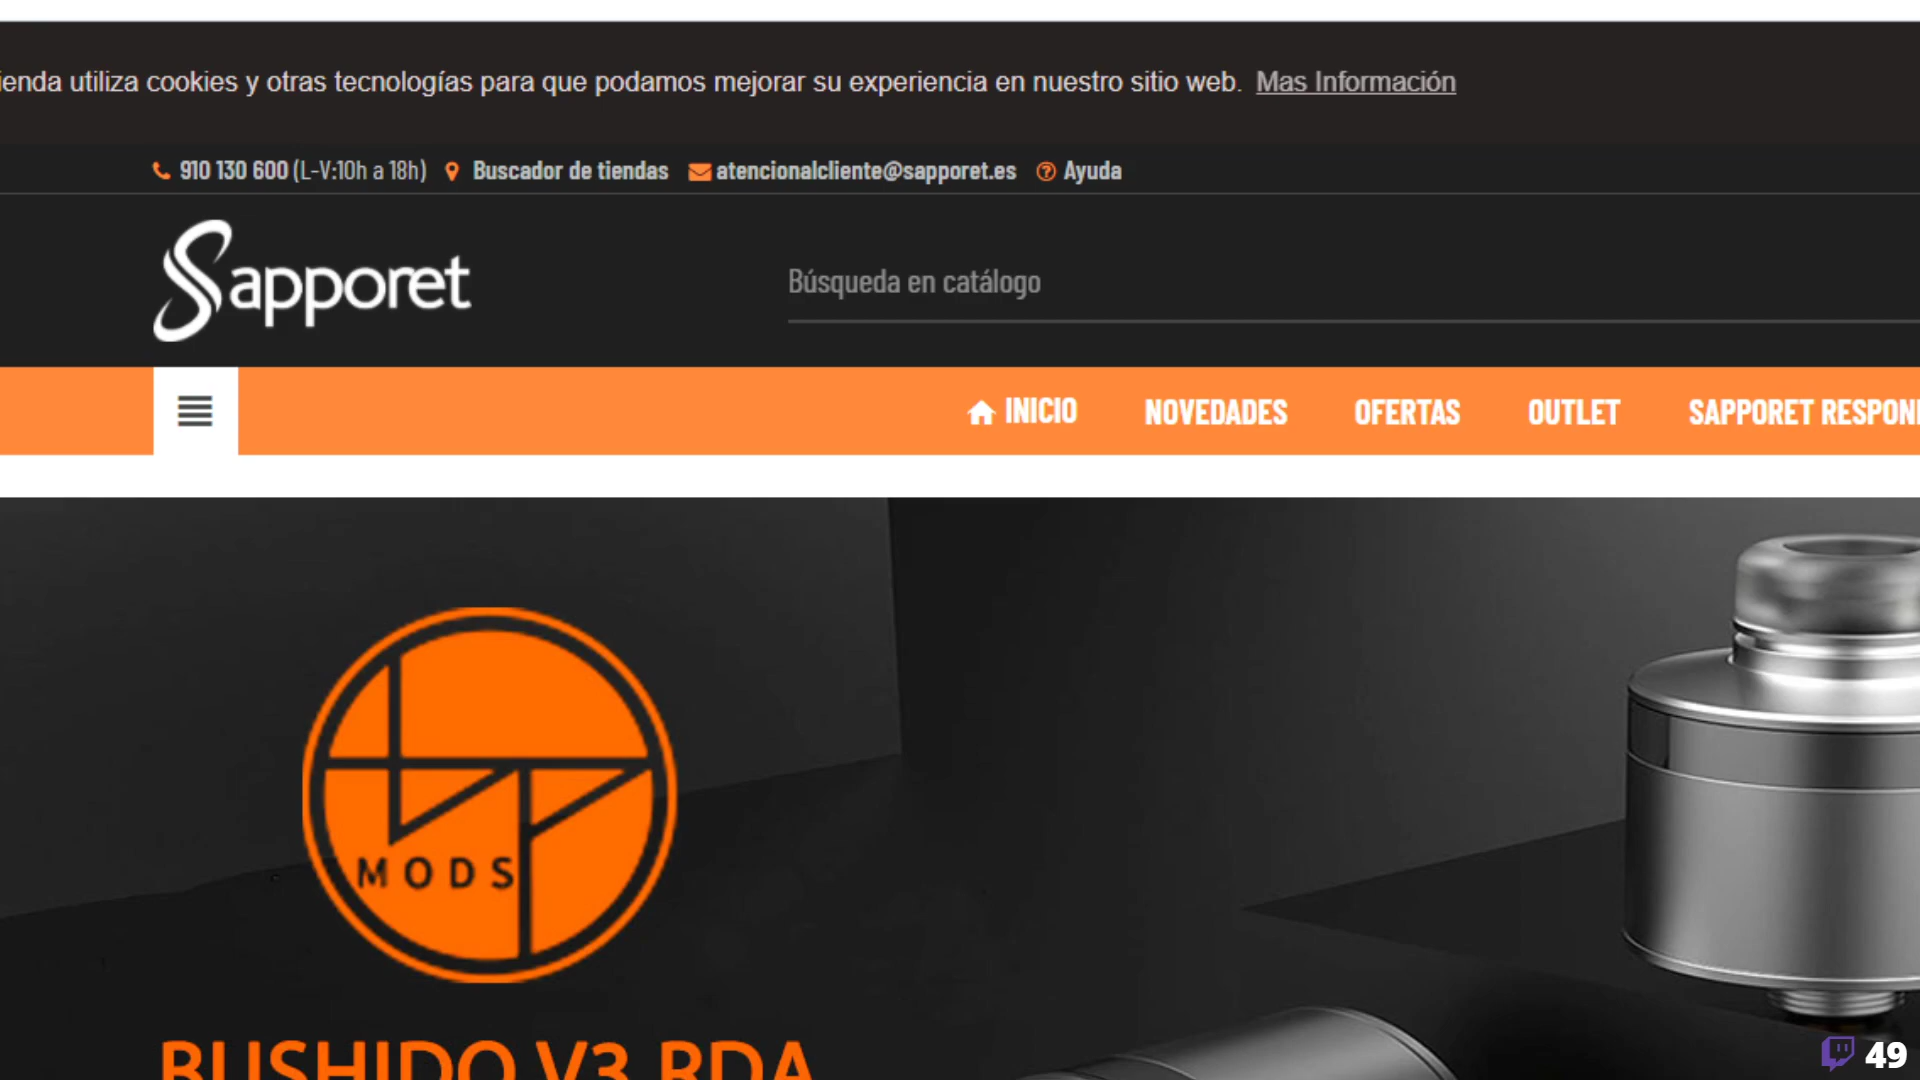 utiliza cookies y otras tecnologías para que podamos mejorar su experiencia en nuestro sitio web. Mas Información
910 130 600 (L-V:10h a 18h) Buscador de tiendas atencionalcliente@sapporet.es Ayuda
Sapporet
Búsqueda en catálogo
INICIO NOVEDADES OFERTAS OUTLET SAPPORET
MODS
BUSHIDO V3 RDA
49